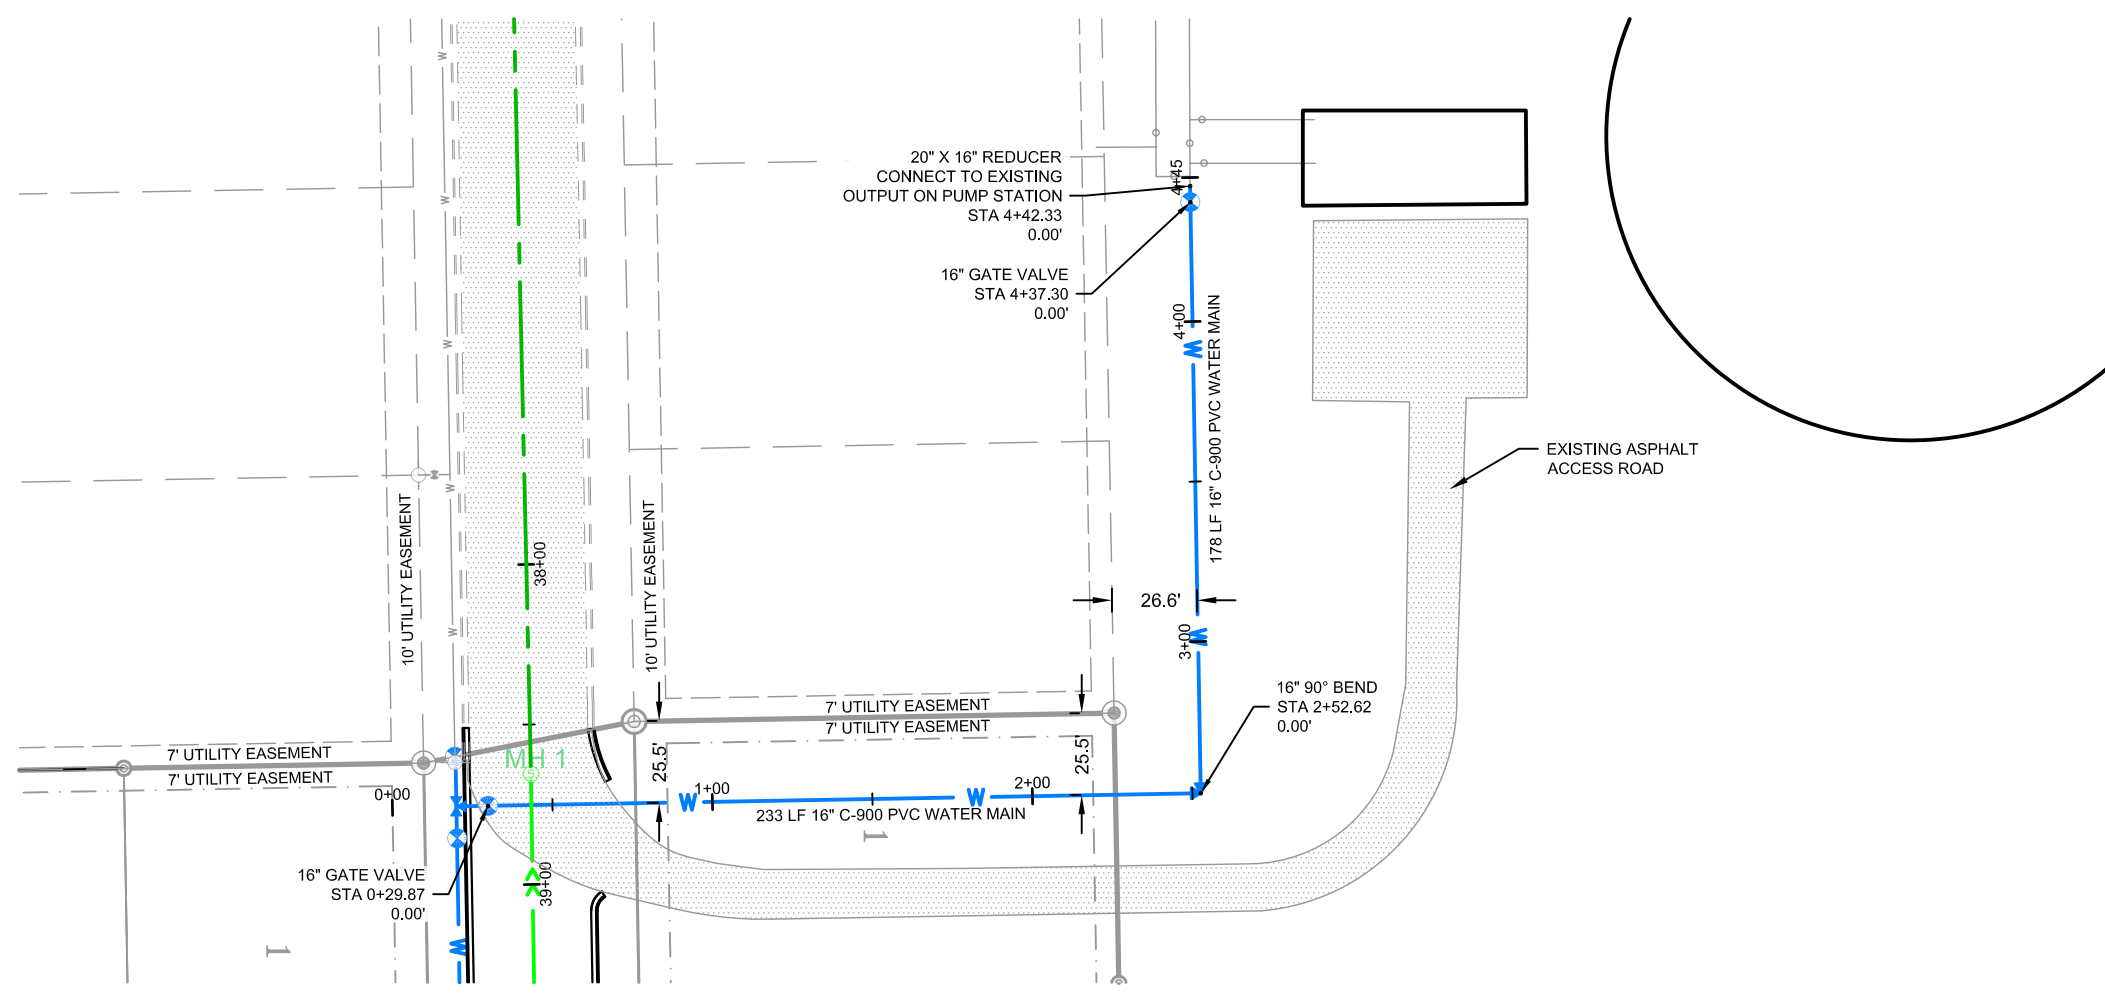 20" X 16" REDUCER
CONNECT TO EXISTING
OUTPUT ON PUMP STATION
STA 4+42.33
0.00'
4+45
16" GATE VALVE
STA 4+37.30
0.00'
4+00
178 LF 16" C-900 PVC WATER MAIN
W
W
W
W
W
W
W
EXISTING ASPHALT
ACCESS ROAD
10' UTILITY EASEMENT
38+00
10' UTILITY EASEMENT
26.6'
3+00
W
16" 90° BEND
STA 2+52.62
0.00'
7' UTILITY EASEMENT
7' UTILITY EASEMENT
7' UTILITY EASEMENT
7' UTILITY EASEMENT
MH 1
S
25.5'
25.5'
0+00
1+00
2+00
W
W
233 LF 16" C-900 PVC WATER MAIN
1
16" GATE VALVE
STA 0+29.87
0.00'
39+00
W
1